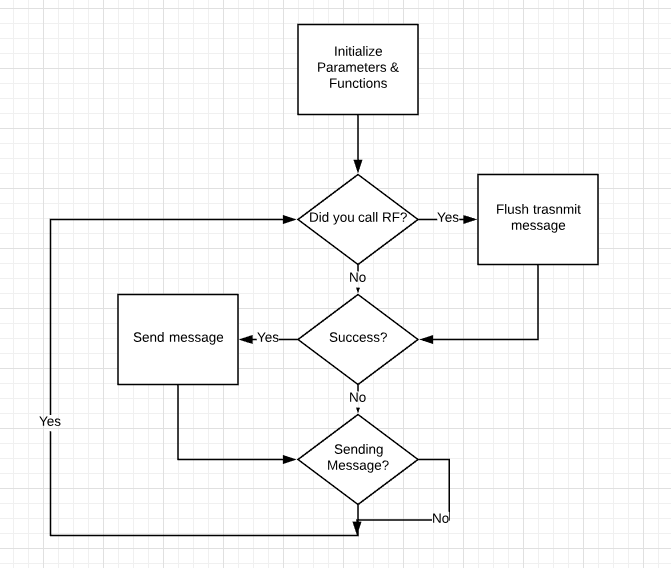 Initialize
Parameters &
Functions
Did you call RF?
Yes
Flush trasnmit
message
No
Send message
Yes
Success?
No
Yes
Sending
Message?
No